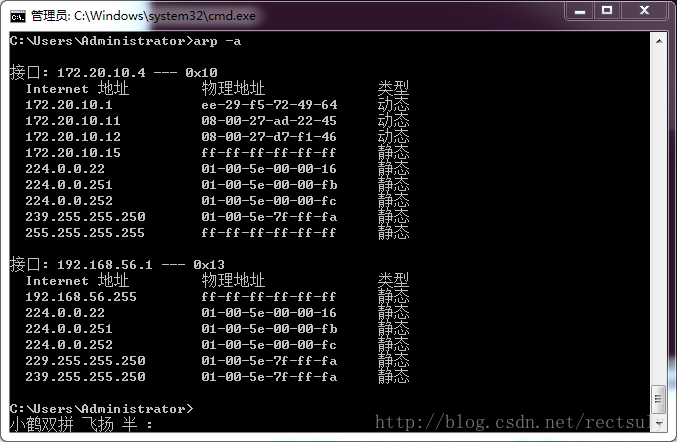 管理员: C:\Windows\system32\cmd.exe
C:\Users\Administrator>arp -a
接口: 172.20.10.4 --- 0x10
Internet 地址 物理地址 类型
172.20.10.1 ee-29-f5-72-49-64 动态
172.20.10.11 08-00-27-ad-22-45 动态
172.20.10.12 08-00-27-d7-f1-46 动态
172.20.10.15 ff-ff-ff-ff-ff-ff 静态
224.0.0.22 01-00-5e-00-00-16 静态
224.0.0.251 01-00-5e-00-00-fb 静态
224.0.0.252 01-00-5e-00-00-fc 静态
239.255.255.250 01-00-5e-7f-ff-fa 静态
255.255.255.255 ff-ff-ff-ff-ff-ff 静态
接口: 192.168.56.1 --- 0x13
Internet 地址 物理地址 类型
192.168.56.255 ff-ff-ff-ff-ff-ff 静态
224.0.0.22 01-00-5e-00-00-16 静态
224.0.0.251 01-00-5e-00-00-fb 静态
224.0.0.252 01-00-5e-00-00-fc 静态
229.255.255.250 01-00-5e-7f-ff-fa 静态
239.255.255.250 01-00-5e-7f-ff-fa 静态
C:\Users\Administrator>
小鹤双拼 飞扬 半 :